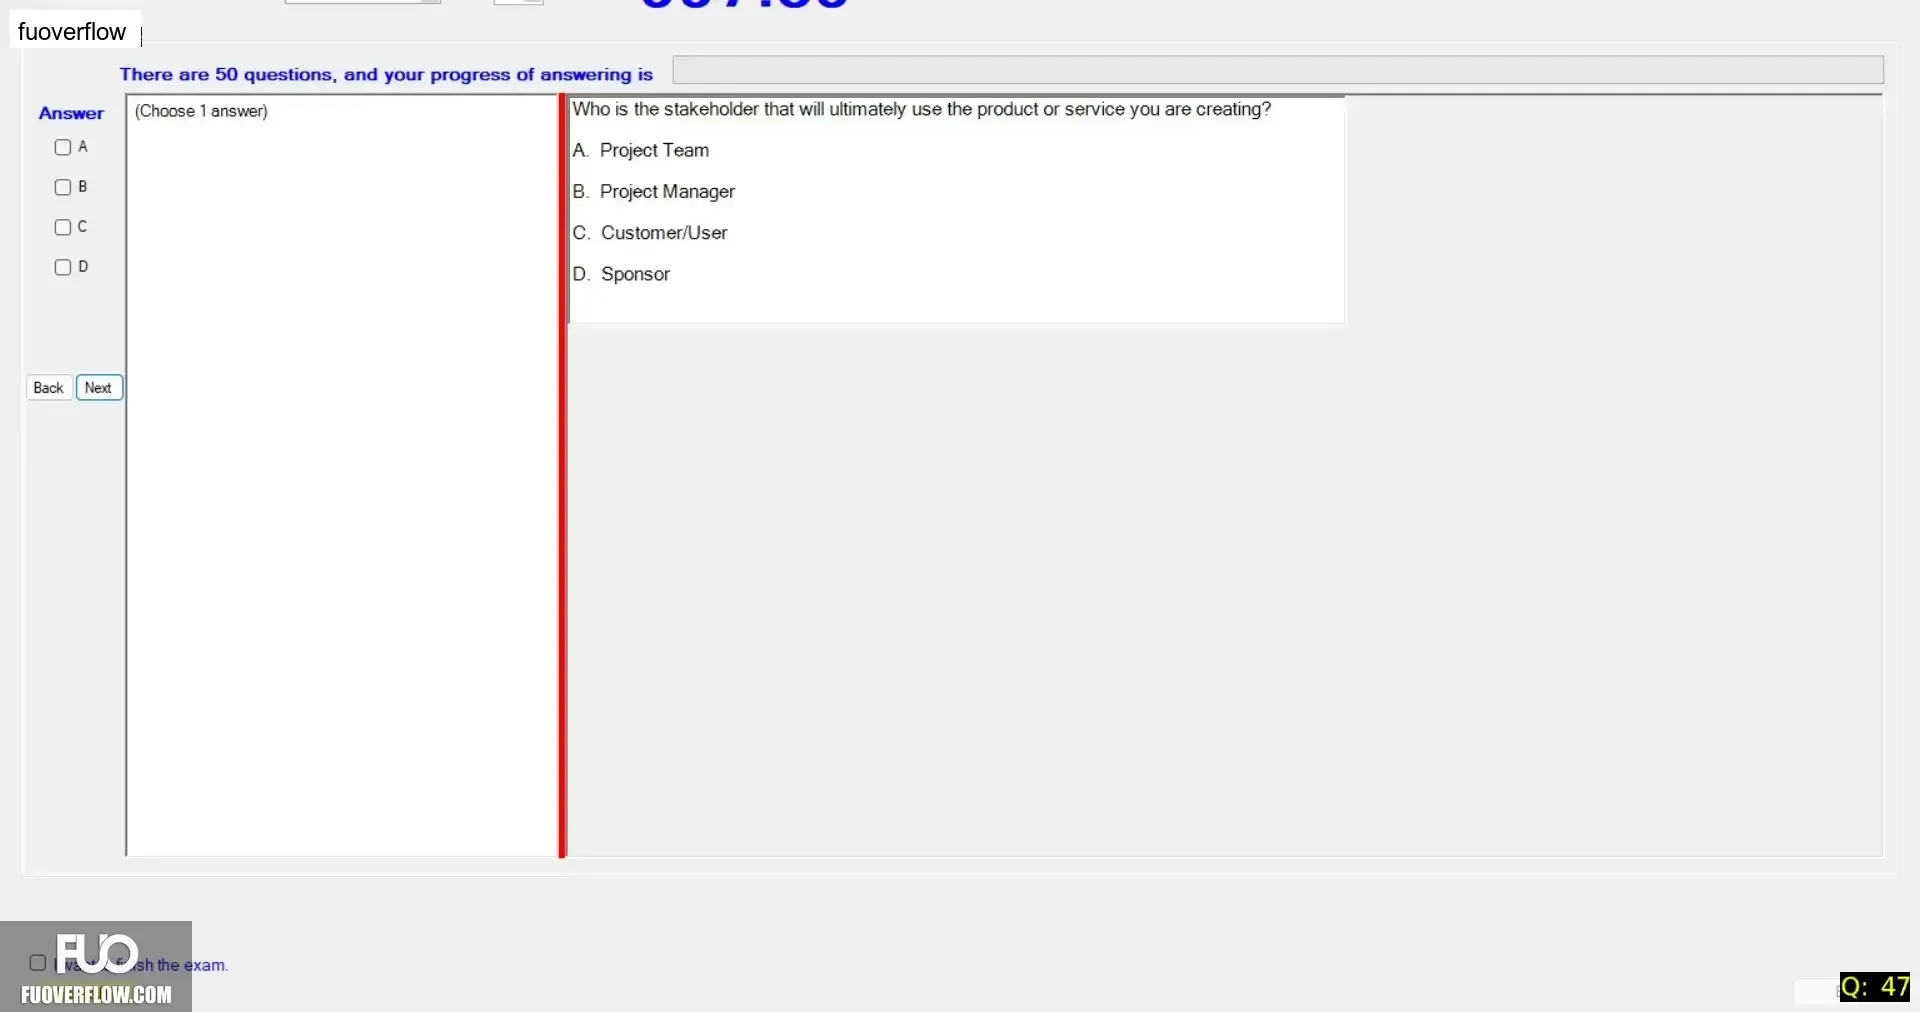 fuoverflow
There are 50 questions, and your progress of answering is
Answer
(Choose 1 answer)
A
B
C
D
Back
Next
Who is the stakeholder that will ultimately use the product or service you are creating?
A. Project Team
B. Project Manager
C. Customer/User
D. Sponsor
the exam.
FUO
FUOVERFLOW.COM
Q: 47